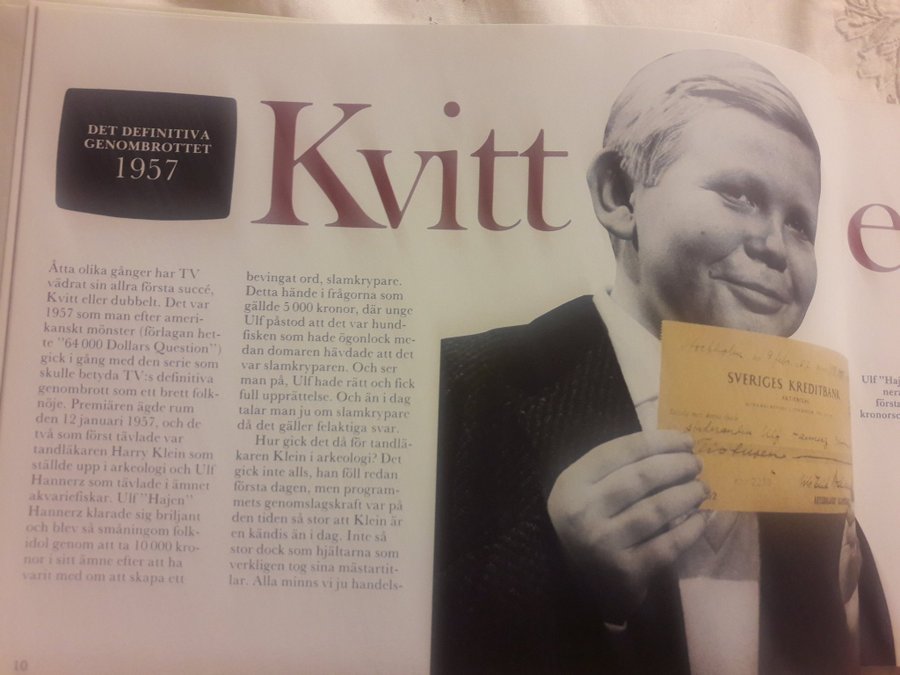 DET DEFINITIVA
GENOMBROTTET
1957
Kvitt
e
Åtta olika gånger har TV
vädrat sin allra första succé,
Kvitt eller dubbelt. Det var
1957 som man efter ameri-
kanskt mönster (förlagan het-
te "64 000 Dollars Question")
gick i gång med den serie som
skulle betyda TV:s definitiva
genombrott som ett brett folk-
nöje. Premiären ägde rum
den 12 januari 1957, och de
två som först tävlade var
tandläkaren Harry Klein som
ställde upp i arkeologi och Ulf
Hannerz som tävlade i ämnet
akvariefiskar. Ulf "Hajen"
Hannerz klarade sig briljant
och blev så småningom folk-
idol genom att ta 10 000 kro-
nor i sitt ämne efter att ha
varit med om att skapa ett
bevingat ord, slamkrypare.
Detta hände i frågorna som
gällde 5 000 kronor, där unge
Ulf påstod att det var hund-
fisken som hade ögonlock me-
dan domaren hävdade att det
var slamkryparen. Och ser
man på, Ulf hade rätt och fick
full upprättelse. Och än i dag
talar man ju om slamkrypare
då det gäller felaktiga svar.
Hur gick det då för tandlä-
karen Klein i arkeologi? Det
gick inte alls, han föll redan
första dagen, men program-
mets genomslagskraft var på
den tiden så stor att Klein är
en kändis än i dag. Inte så
stor dock som hjältarna som
verkligen tog sina mästartit-
lar. Alla minns vi ju handels-
SVERIGES KREDITBANK
Ulf "Haj
neri
första
kronorsc
10